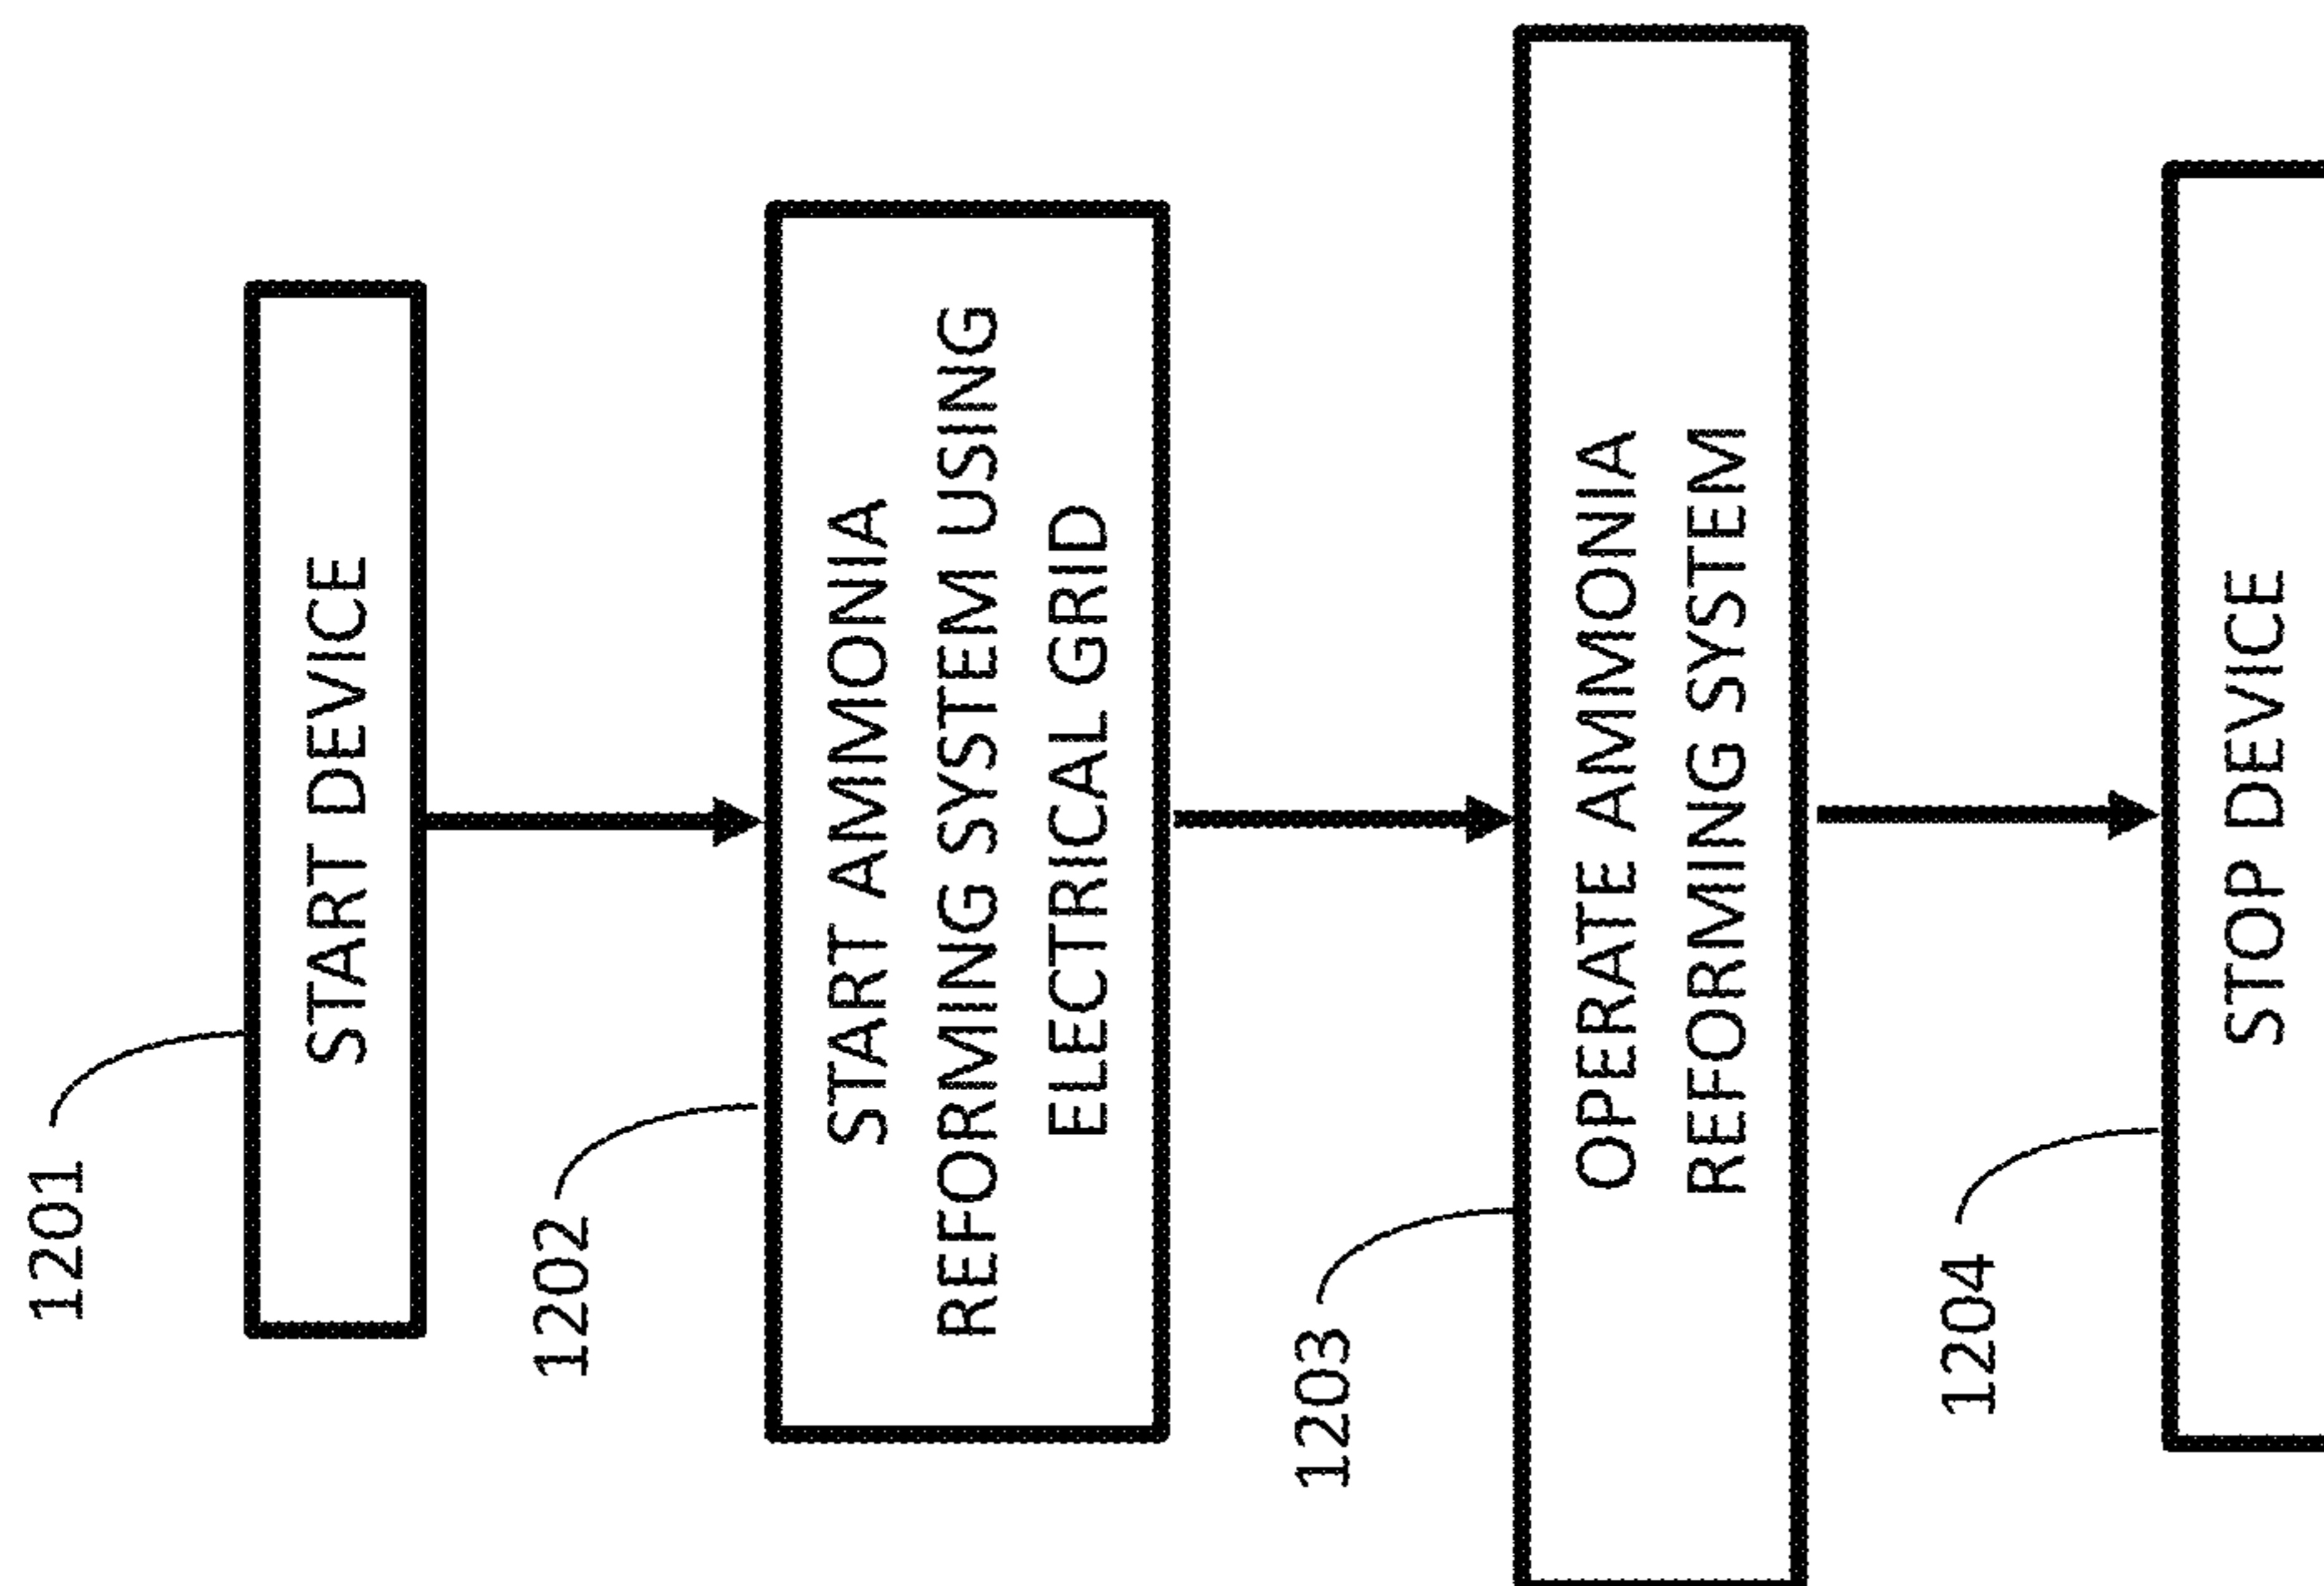 1201
START DEVICE
1202
START AMMONIA
REFORMING SYSTEM USING
ELECTRICAL GRID
1203
OPERATE AMMONIA
REFORMING SYSTEM
1204
STOP DEVICE